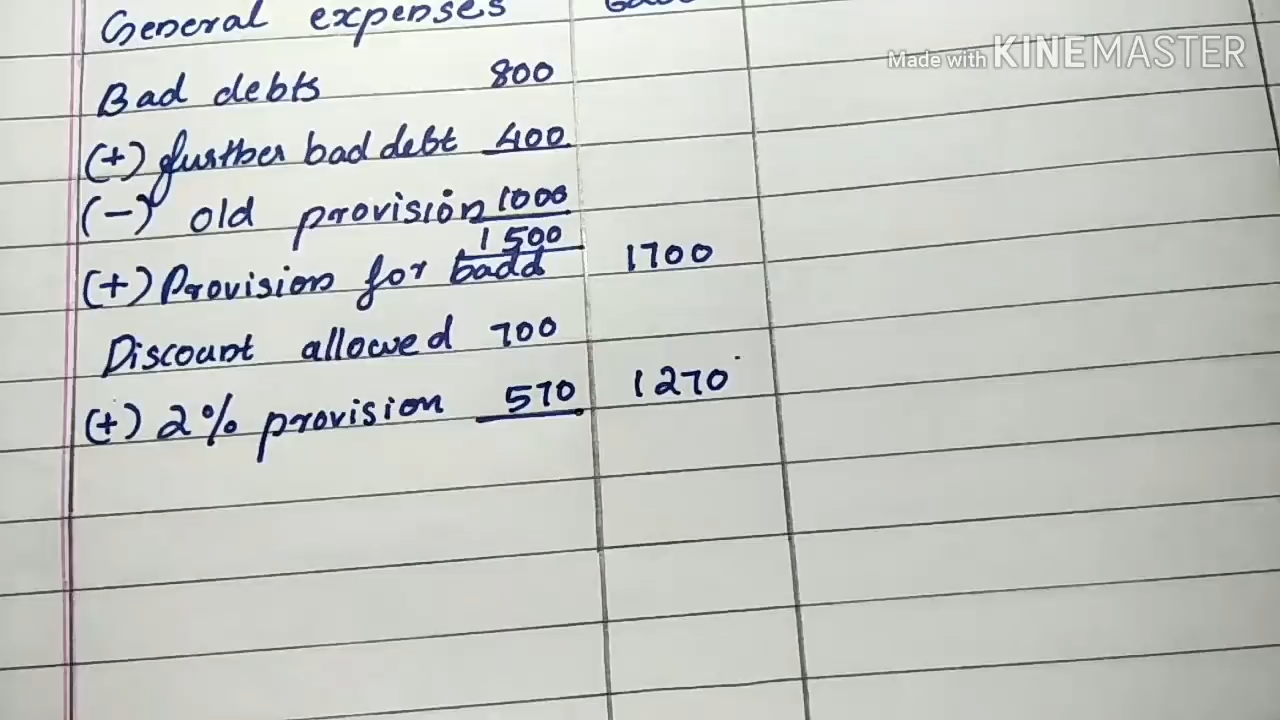 General expenses
Made with KINEMASTER
Bad debts 800
(+) further bad debt 400
(-) old provision 1000
1500
(+) Provision for badd 1700
Discount allowed 700
(+) 2% provision 570 1270